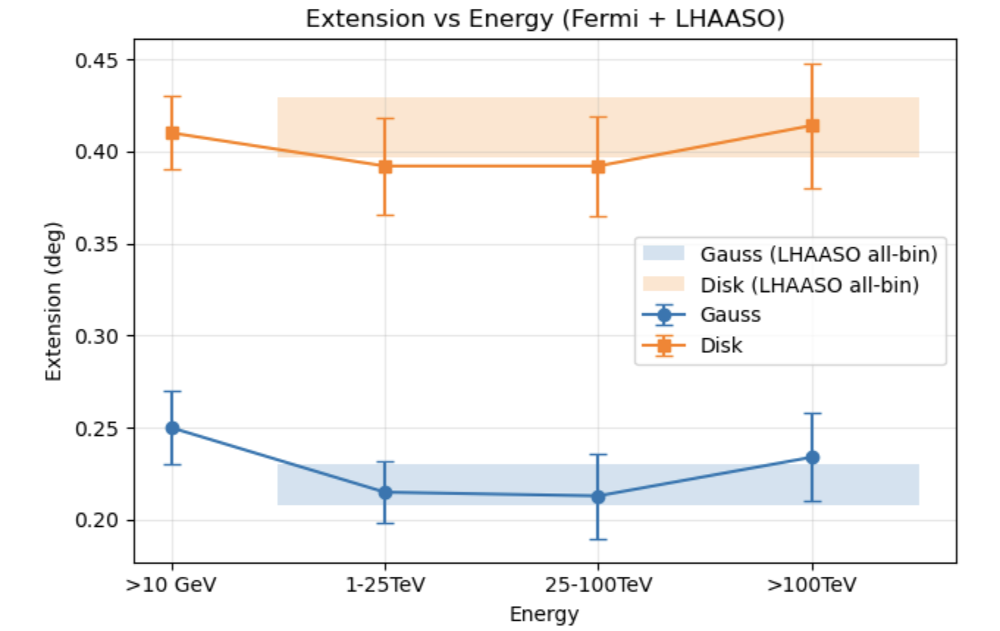 Extension vs Energy (Fermi + LHAASO)
Extension (deg)
0.45
0.40
0.35
0.30
0.25
0.20
Gauss (LHAASO all-bin)
Disk (LHAASO all-bin)
Gauss
Disk
>10 GeV 1-25TeV 25-100TeV >100TeV
Energy